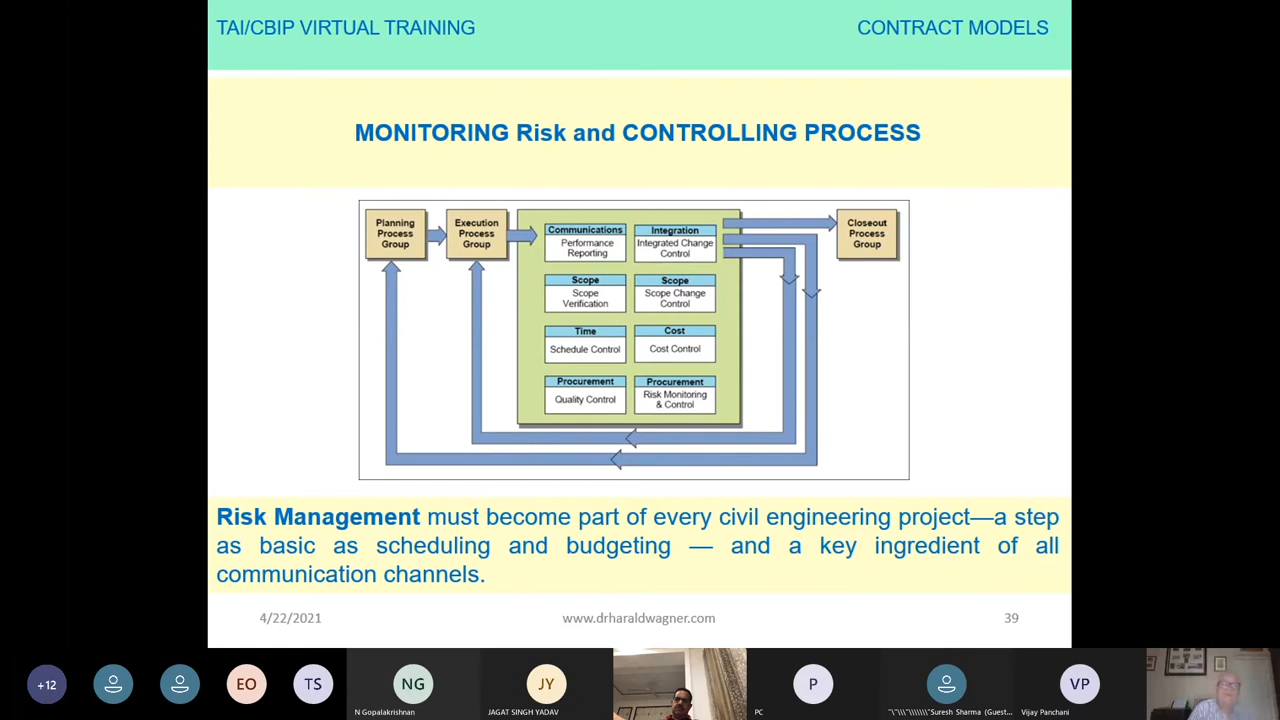 TAI/CBIP VIRTUAL TRAINING
CONTRACT MODELS
MONITORING Risk and CONTROLLING PROCESS
Planning
Process
Group
Execution
Process
Group
Communications
Performance
Reporting
Integration
Integrated Change
Control
Closeout
Process
Group
Scope
Scope
Verification
Scope
Scope Change
Control
Time
Schedule Control
Cost
Cost Control
Procurement
Quality Control
Procurement
Risk Monitoring
& Control
Risk Management must become part of every civil engineering project—a step
as basic as scheduling and budgeting — and a key ingredient of all
communication channels.
4/22/2021
www.drharaldwagner.com
39
+12
EO
TS
NG
N Gopalakrishnan
JY
JAGAT SINGH YADAV
P
PC
"\"\\\"\\\\\\\"Suresh Sharma (Guest...
VP
Vijay Panchani